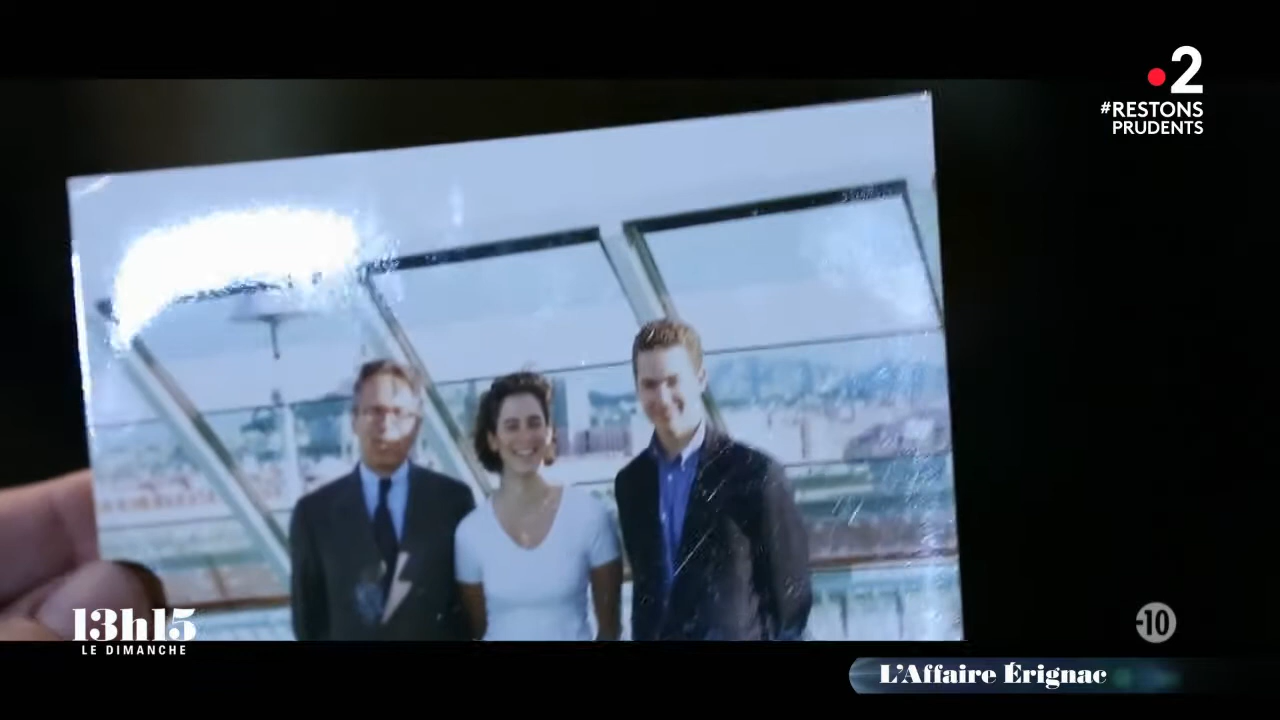 2
#RESTONS
PRUDENTS
13h15
LE DIMANCHE
-10
L'Affaire Érignac